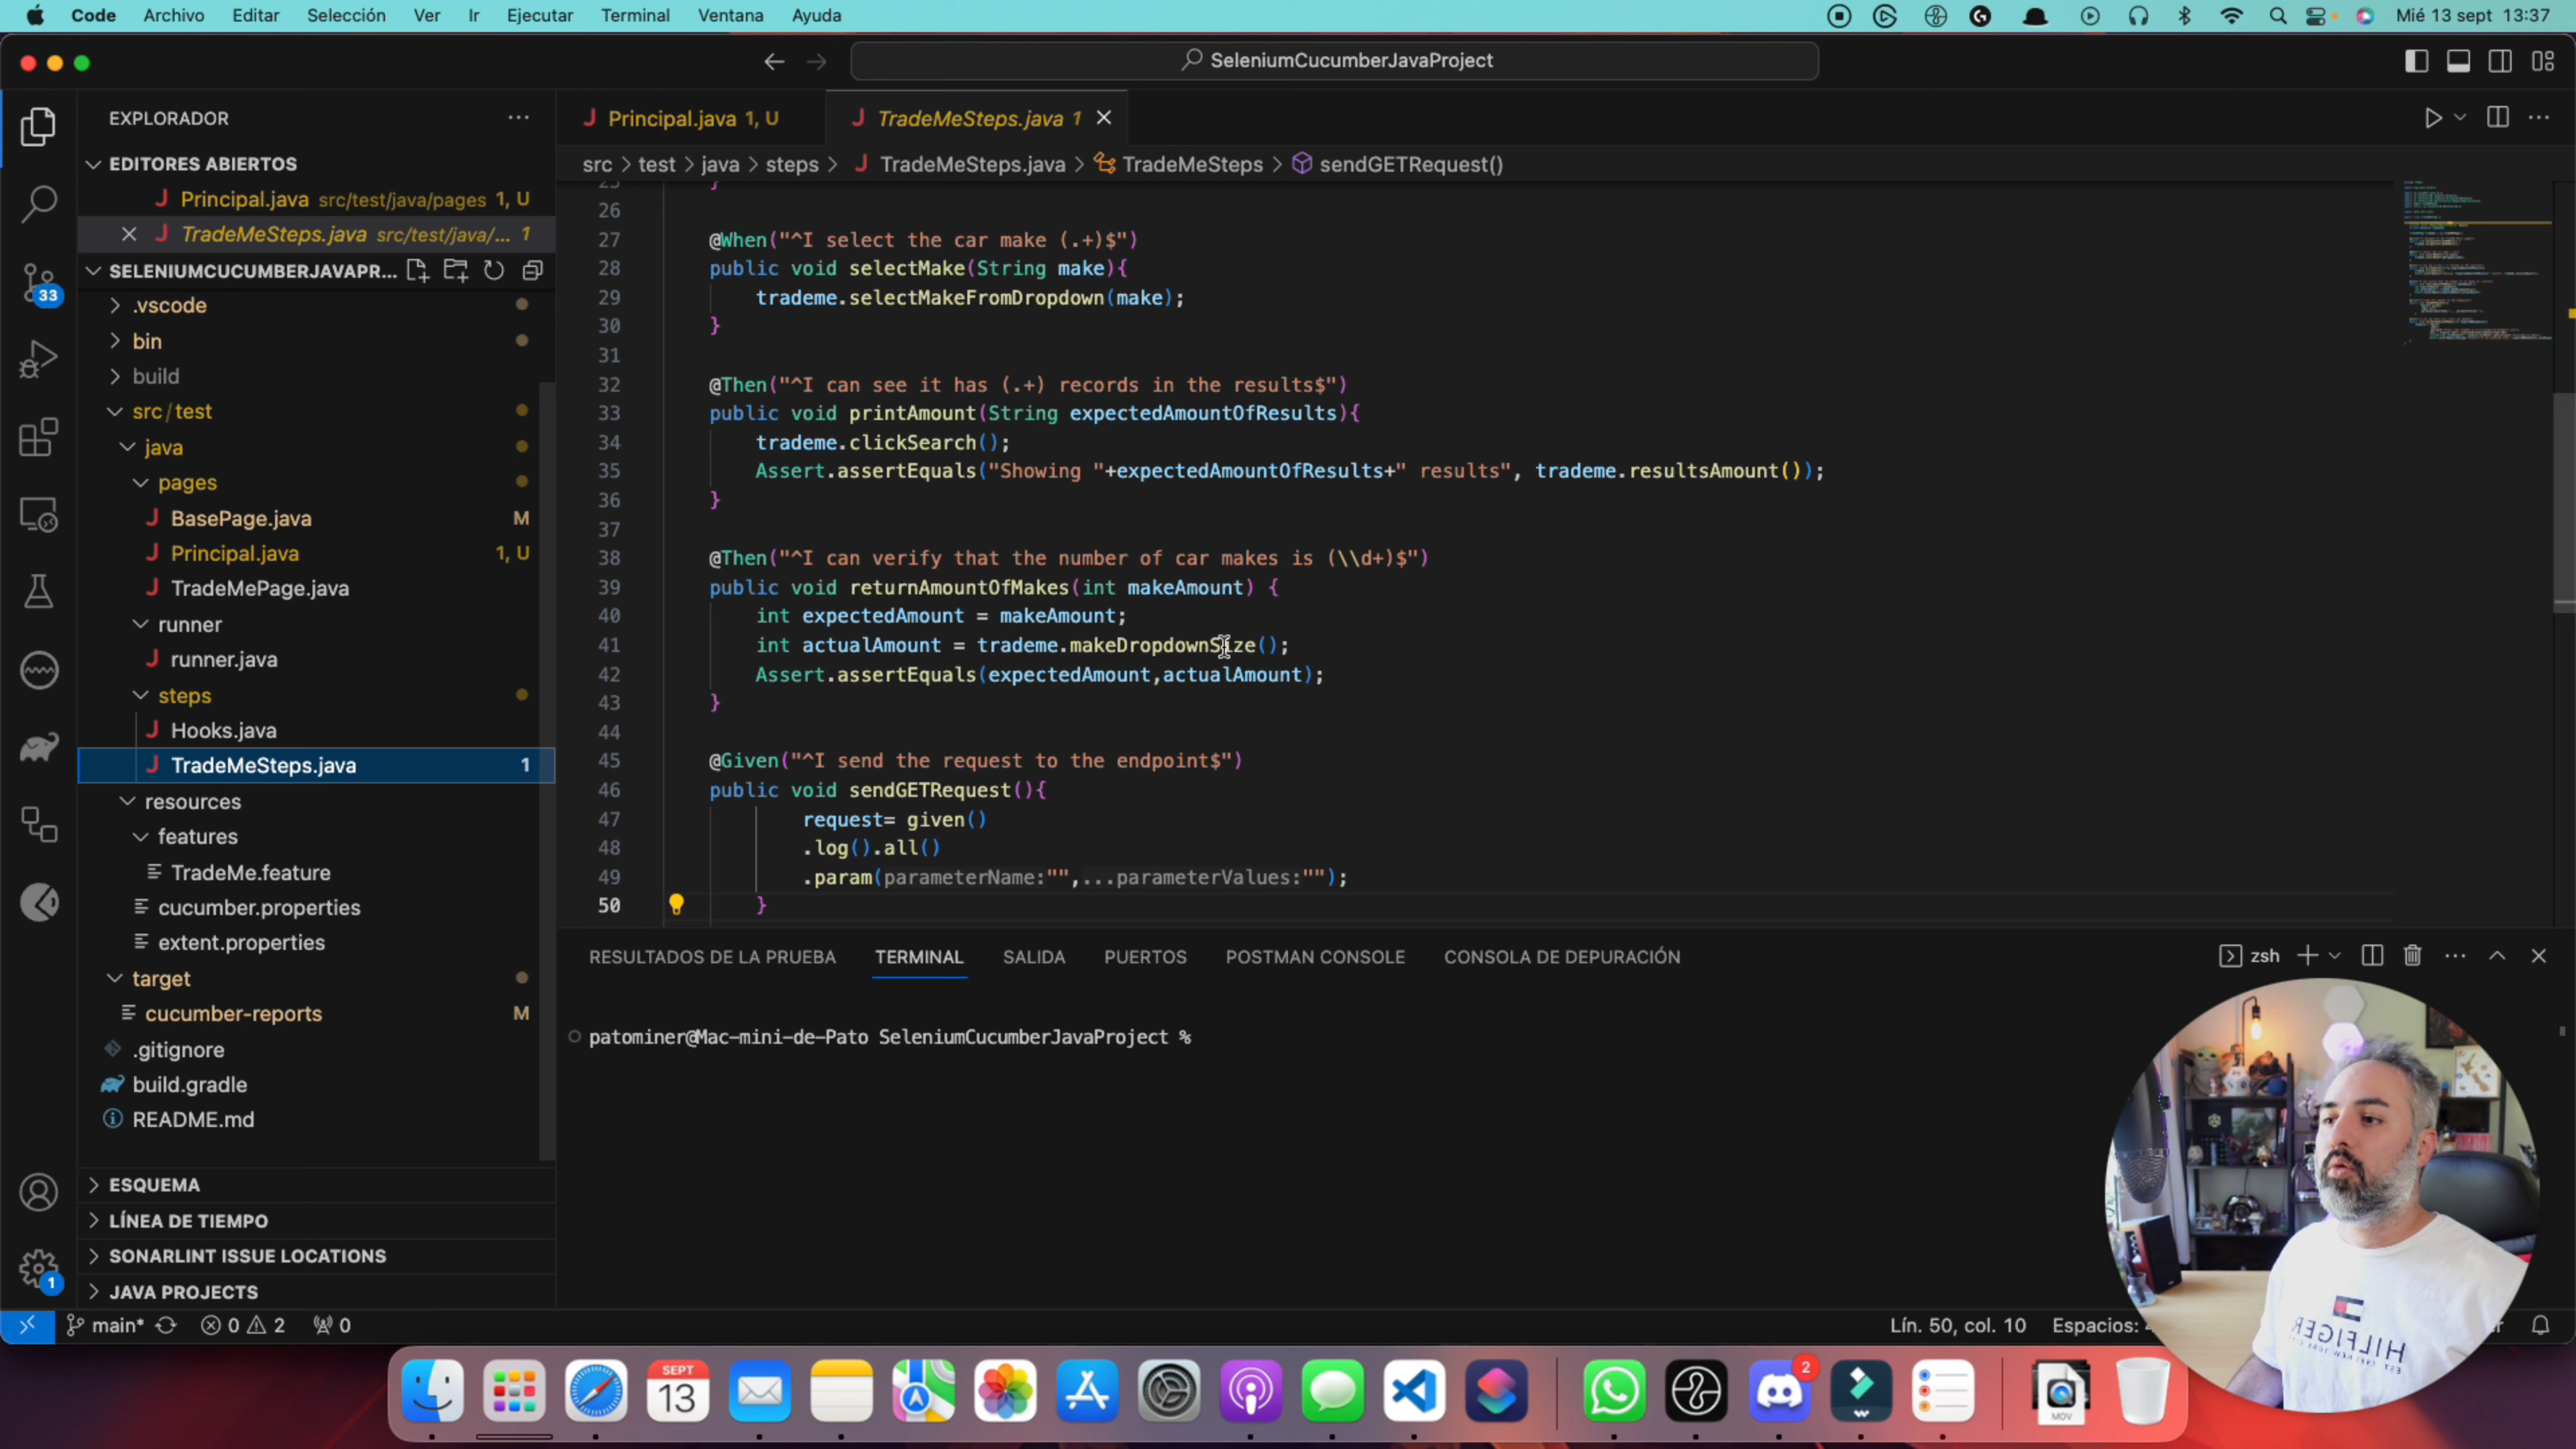 Code Archivo Editar Selección Ver Ir Ejecutar Terminal Ventana Ayuda Mié 13 sept 13:37
SeleniumCucumberJavaProject
EXPLORADOR
EDITORES ABIERTOS
Principal.java src/test/java/pages 1, U
TradeMeSteps.java src/test/java/... 1
SELENIUMCUCUMBERJAVAPR...
.vscode
bin
build
src/test
java
pages
BasePage.java M
Principal.java 1, U
TradeMePage.java
runner
runner.java
steps
Hooks.java
TradeMeSteps.java 1
resources
features
TradeMe.feature
cucumber.properties
extent.properties
target
cucumber-reports M
.gitignore
build.gradle
README.md
ESQUEMA
LÍNEA DE TIEMPO
SONARLINT ISSUE LOCATIONS
JAVA PROJECTS
33
1
Principal.java 1, U
TradeMeSteps.java 1
src > test > java > steps > TradeMeSteps.java > TradeMeSteps > sendGETRequest()
25 }
26
27 @When("^I select the car make (.+)$")
28 public void selectMake(String make){
29 trademe.selectMakeFromDropdown(make);
30 }
31
32 @Then("^I can see it has (.+) records in the results$")
33 public void printAmount(String expectedAmountOfResults){
34 trademe.clickSearch();
35 Assert.assertEquals("Showing "+expectedAmountOfResults+" results", trademe.resultsAmount());
36 }
37
38 @Then("^I can verify that the number of car makes is (\\d+)$")
39 public void returnAmountOfMakes(int makeAmount) {
40 int expectedAmount = makeAmount;
41 int actualAmount = trademe.makeDropdownSize();
42 Assert.assertEquals(expectedAmount,actualAmount);
43 }
44
45 @Given("^I send the request to the endpoint$")
46 public void sendGETRequest(){
47 request= given()
48 .log().all()
49 .param(parameterName:"",...parameterValues:"");
50 }
RESULTADOS DE LA PRUEBA TERMINAL SALIDA PUERTOS POSTMAN CONSOLE CONSOLA DE DEPURACIÓN zsh
patominer@Mac-mini-de-Pato SeleniumCucumberJavaProject %
main* 0 2 0 Lín. 50, col. 10 Espacios:
HILFIGER
SEPT
13
2
MOV